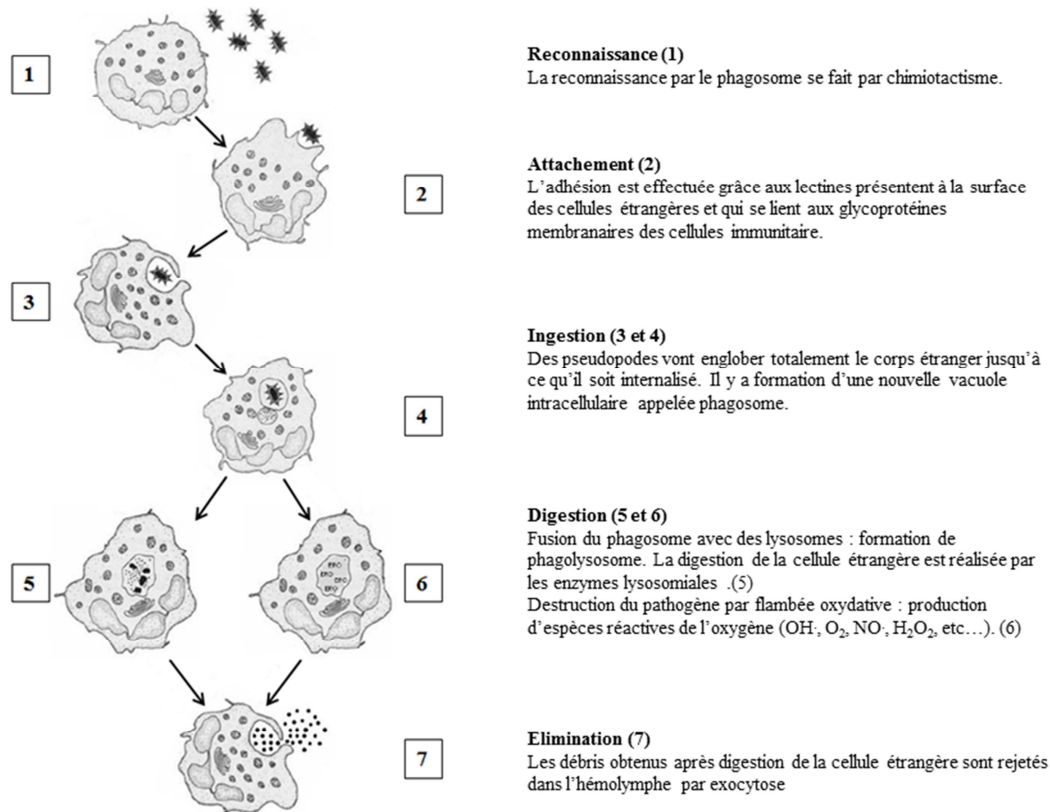 1
Reconnaissance (1)
La reconnaissance par le phagosome se fait par chimiotactisme.
2
Attachement (2)
L'adhésion est effectuée grâce aux lectines présentent à la surface
des cellules étrangères et qui se lient aux glycoprotéines
membranaires des cellules immunitaire.
3
Ingestion (3 et 4)
Des pseudopodes vont englober totalement le corps étranger jusqu'à
ce qu'il soit internalisé. Il y a formation d'une nouvelle vacuole
intracellulaire appelée phagosome.
4
Digestion (5 et 6)
Fusion du phagosome avec des lysosomes : formation de
phagolysosome. La digestion de la cellule étrangère est réalisée par
les enzymes lysosomiales .(5)
Destruction du pathogène par flambée oxydative : production
d'espèces réactives de l'oxygène (OH·, O₂, NO·, H₂O₂, etc…). (6)
5
6
ERO
ERO
ERO
ERO
ERO
7
Elimination (7)
Les débris obtenus après digestion de la cellule étrangère sont rejetés
dans l'hémolymphe par exocytose